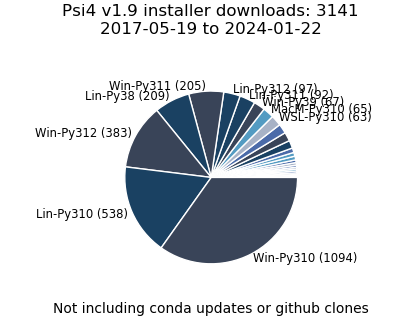 Psi4 v1.9 installer downloads: 3141
2017-05-19 to 2024-01-22
Win-Py311 (205)
Lin-Py312 (97)
Lin-Py38 (209)
Lin-Py311 (92)
Win-Py39 (67)
MacM-Py310 (65)
WSL-Py310 (63)
Win-Py312 (383)
Lin-Py310 (538)
Win-Py310 (1094)
Not including conda updates or github clones